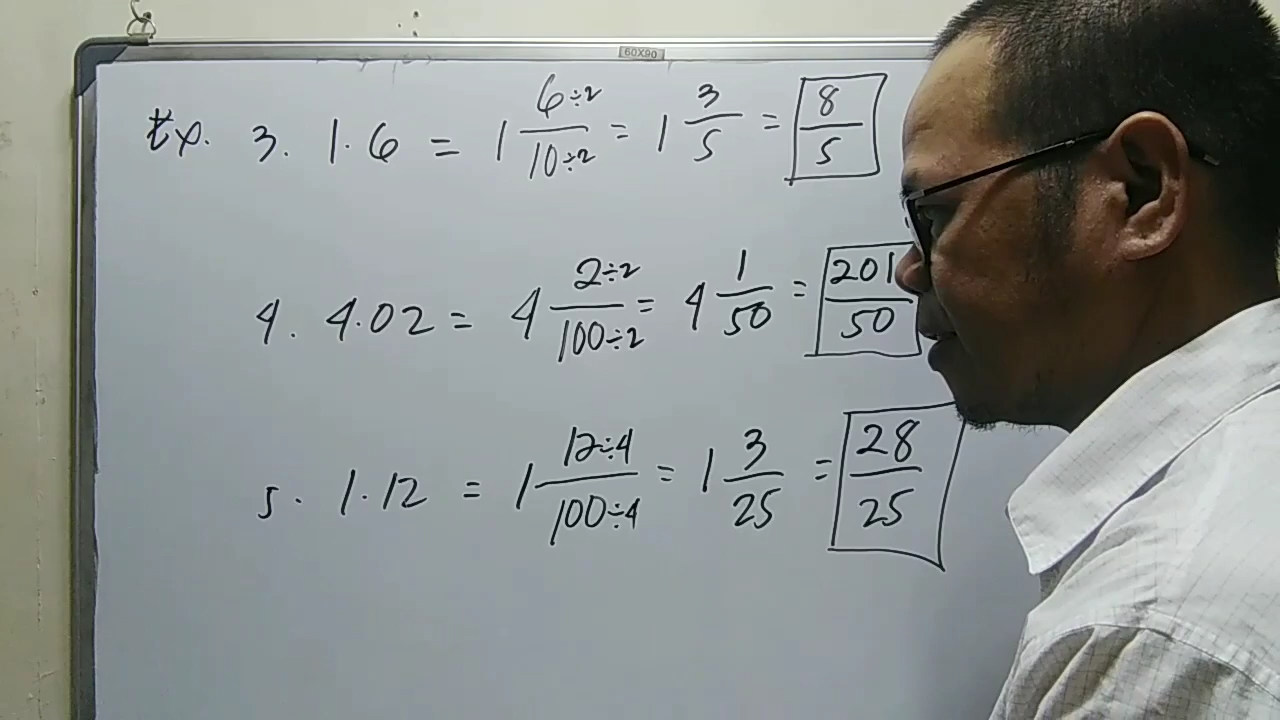 60X90
Ex. 3. 1.6 = 1 6÷2/10÷2 = 1 3/5 = 8/5
4. 4.02 = 4 2÷2/100÷2 = 4 1/50 = 201/50
5. 1.12 = 1 12÷4/100÷4 = 1 3/25 = 28/25